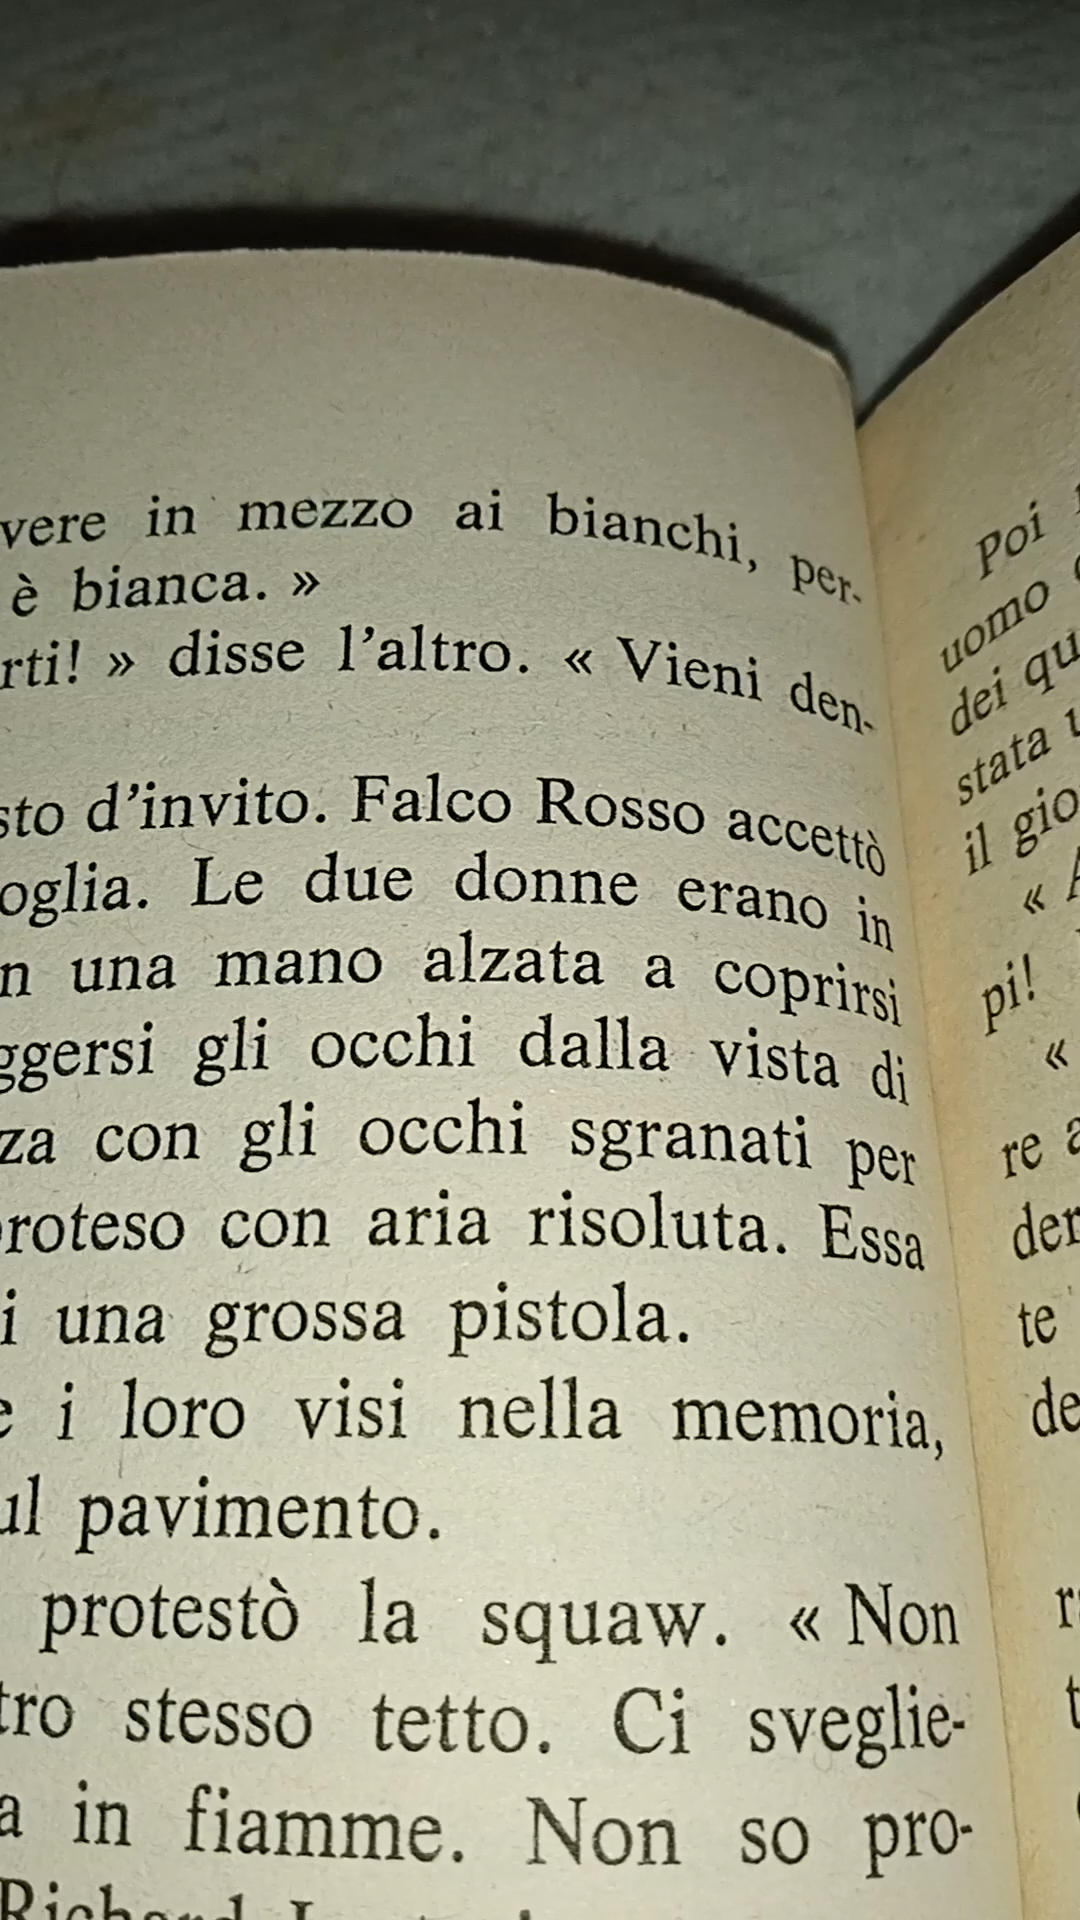 vere in mezzo ai bianchi, per-
è bianca. »
rti! » disse l'altro. « Vieni den-
sto d'invito. Falco Rosso accettò
oglia. Le due donne erano in
n una mano alzata a coprirsi
ggersi gli occhi dalla vista di
za con gli occhi sgranati per
roteso con aria risoluta. Essa
i una grossa pistola.
e i loro visi nella memoria,
ul pavimento.
protestò la squaw. « Non
tro stesso tetto. Ci sveglie-
a in fiamme. Non so pro-
Richard
Poi
uomo
dei qu
stata
il gio
«
pi!
«
re a
der
te
de